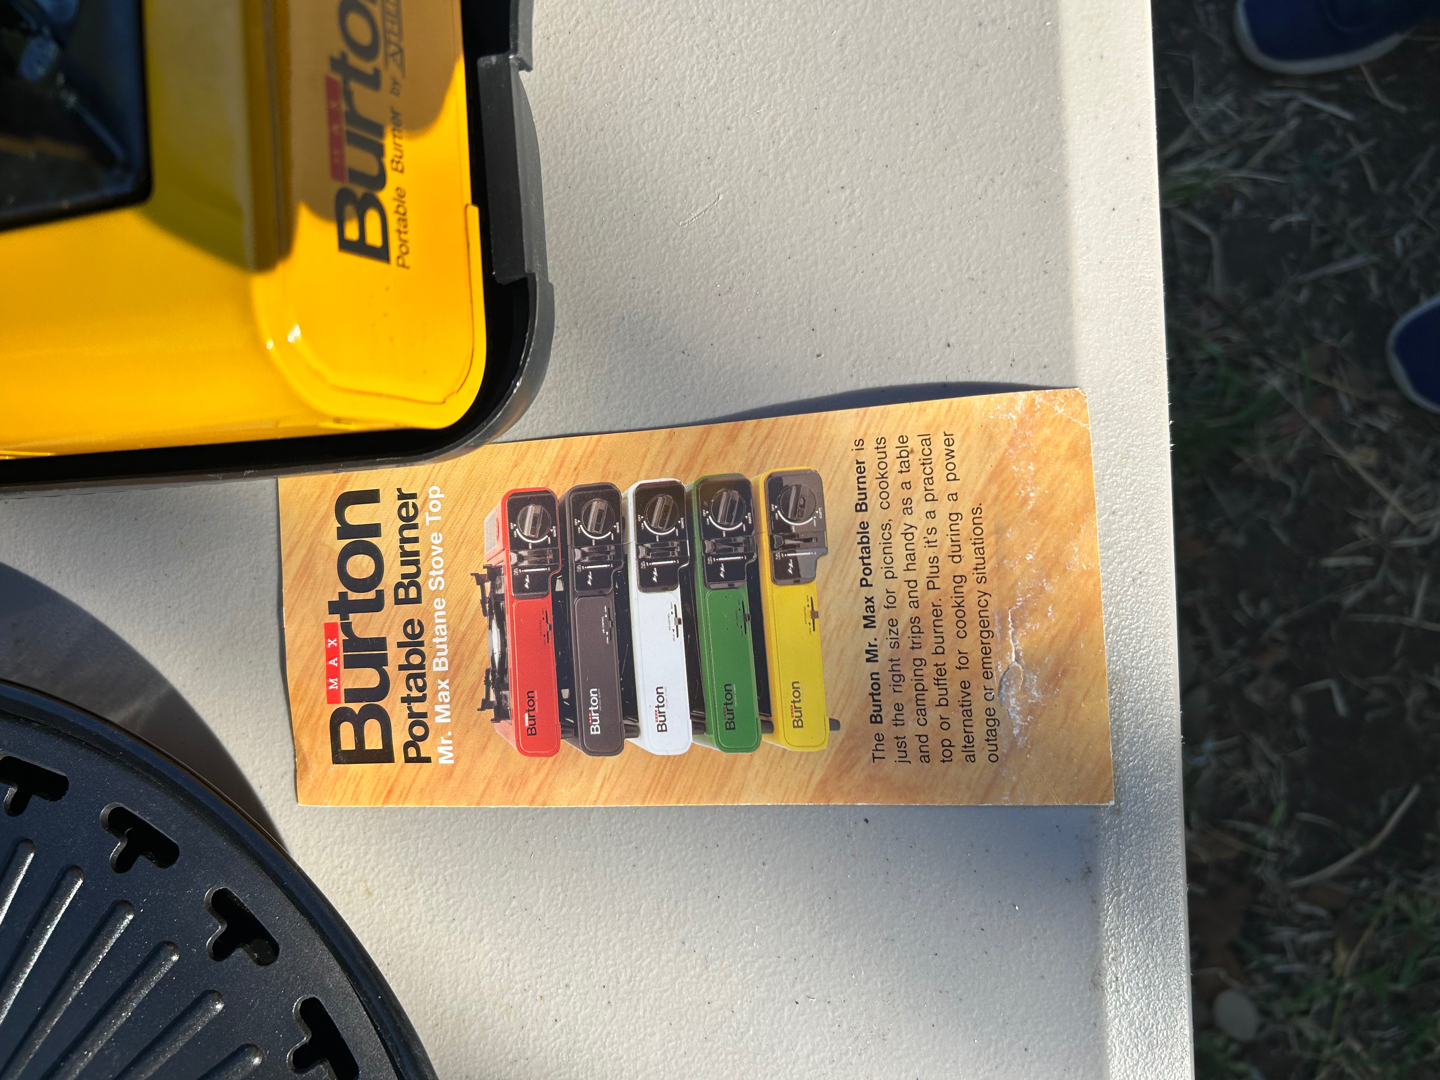 MAX
Burton
Portable Burner
Mr. Max Butane Stove Top
Burton
Burton
Burton
Burton
Burton
The Burton Mr. Max Portable Burner is
just the right size for picnics, cookouts
and camping trips and handy as a table
top or buffet burner. Plus it's a practical
alternative for cooking during a power
outage or emergency situations.
MAX
Burton
Portable Burner by